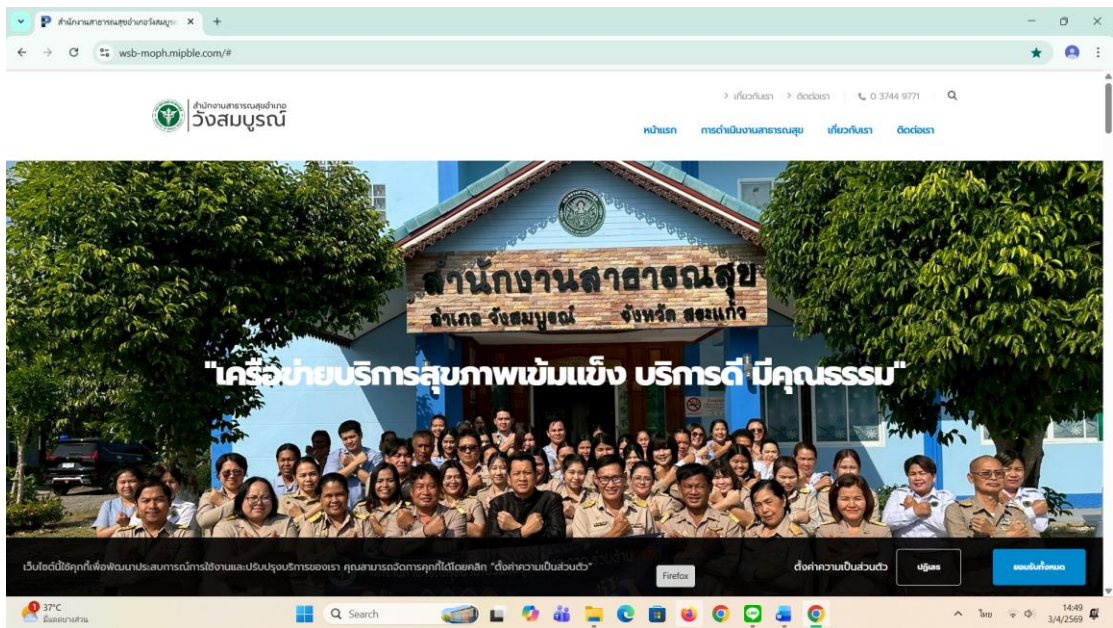 สำนักงานสาธารณสุขอำเภอวังสมบูรณ
wsb-moph.mipble.com/#
> เกี่ยวกับเรา > ติดต่อเรา 0 3744 9771
สำนักงานสาธารณสุขอำเภอ
วังสมบูรณ์
หน้าแรก การดำเนินงานสาธารณสุข เกี่ยวกับเรา ติดต่อเรา
สำนักงานสาธารณสุข
อำเภอ วังสมบูรณ์ จังหวัด สระแก้ว
"เครือข่ายบริการสุขภาพเข้มแข็ง บริการดี มีคุณธรรม"
เว็บไซต์นี้ใช้คุกกี้เพื่อพัฒนาประสบการณ์การใช้งานและปรับปรุงบริการของเรา คุณสามารถจัดการคุกกี้ได้โดยคลิก "ตั้งค่าความเป็นส่วนตัว"
ตั้งค่าความเป็นส่วนตัว ปฏิเสธ ยอมรับทั้งหมด
Firefox
1 37°C
มีแดดบางส่วน
Search
ไทย
14:49
3/4/2569